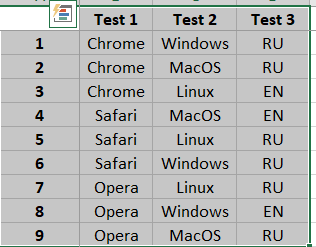 Test 1 Test 2 Test 3
1 Chrome Windows RU
2 Chrome MacOS RU
3 Chrome Linux EN
4 Safari MacOS EN
5 Safari Linux RU
6 Safari Windows RU
7 Opera Linux RU
8 Opera Windows EN
9 Opera MacOS RU